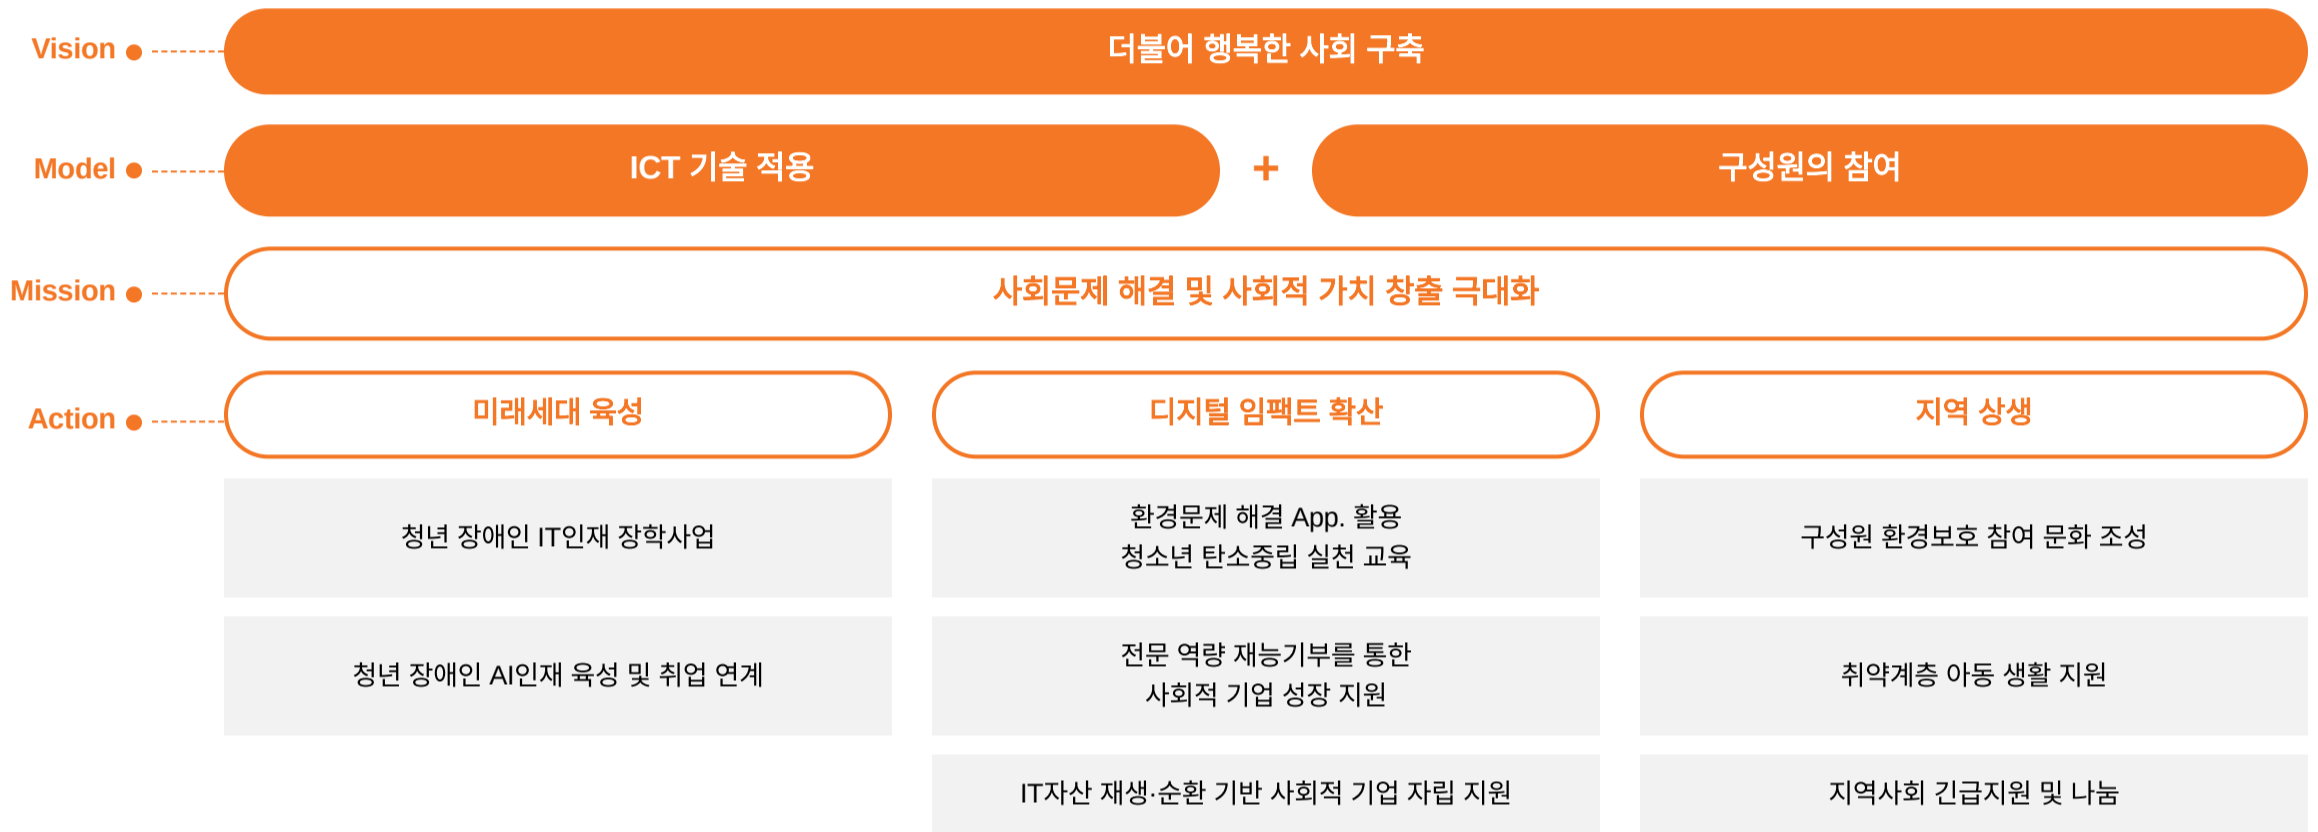 Vision
더불어 행복한 사회 구축
Model
ICT 기술 적용
+
구성원의 참여
Mission
사회문제 해결 및 사회적 가치 창출 극대화
Action
미래세대 육성
디지털 임팩트 확산
지역 상생
청년 장애인 IT인재 장학사업
환경문제 해결 App. 활용
청소년 탄소중립 실천 교육
구성원 환경보호 참여 문화 조성
청년 장애인 AI인재 육성 및 취업 연계
전문 역량 재능기부를 통한
사회적 기업 성장 지원
취약계층 아동 생활 지원
IT자산 재생·순환 기반 사회적 기업 자립 지원
지역사회 긴급지원 및 나눔